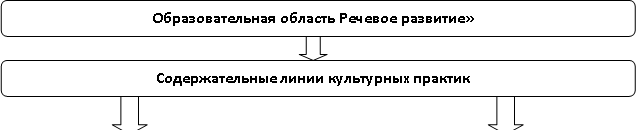 Образовательная область Речевое развитие»
Содержательные линии культурных практик